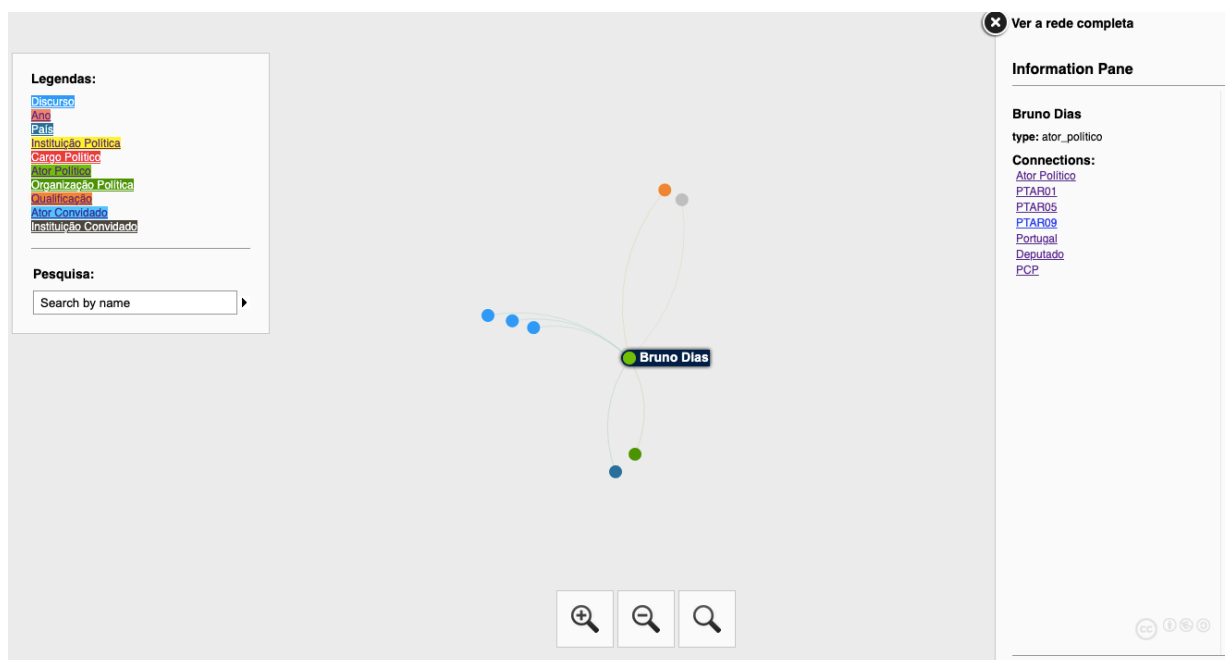 Legendas:
Discurso
Ano
País
Instituição Política
Cargo Político
Ator Político
Organização Política
Qualificação
Ator Convidado
Instituição Convidado
Pesquisa:
Search by name
Bruno Dias
Ver a rede completa
Information Pane
Bruno Dias
type: ator_político
Connections:
Ator Político
PTAR01
PTAR05
PTAR09
Portugal
Deputado
PCP
cc